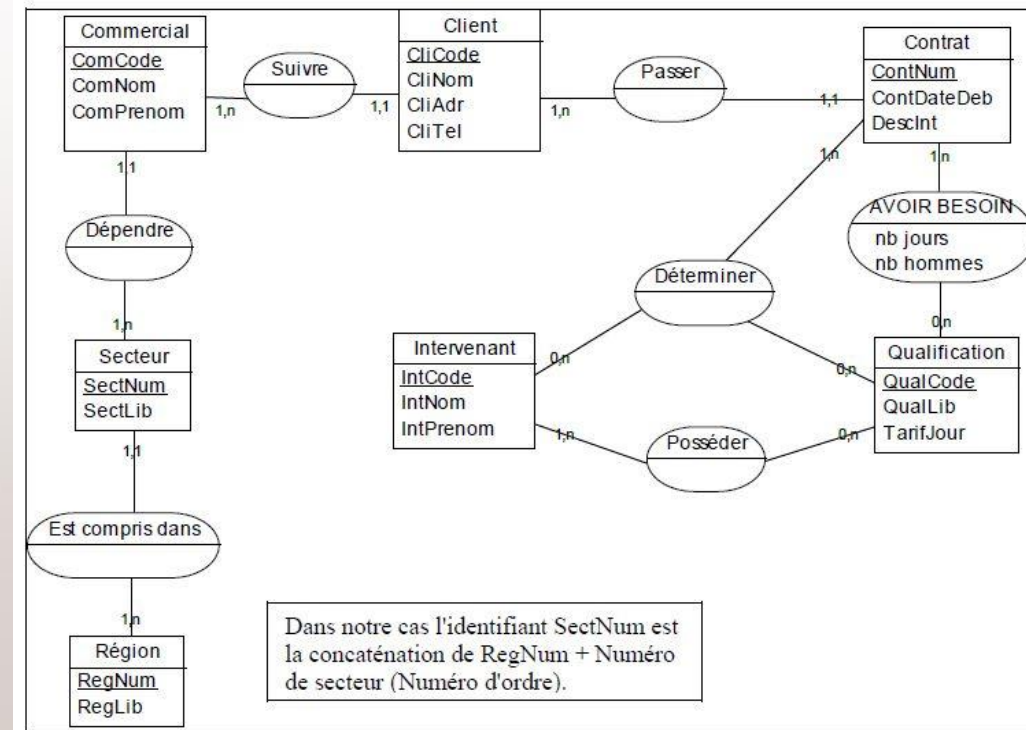 Commercial
ComCode
ComNom
ComPrenom
Suivre
1,n
1,1
Client
CliCode
CliNom
CliAdr
CliTel
Passer
1,n
1,1
Contrat
ContNum
ContDateDeb
DescInt
1,1
Dépendre
1,n
1,n
1,n
AVOIR BESOIN
nb jours
nb hommes
0,n
Déterminer
0,n
0,n
Secteur
SectNum
SectLib
Intervenant
IntCode
IntNom
IntPrenom
Qualification
QualCode
QualLib
TarifJour
1,n
Posséder
0,n
1,1
Est compris dans
1,n
Région
RegNum
RegLib
Dans notre cas l'identifiant SectNum est
la concaténation de RegNum + Numéro
de secteur (Numéro d'ordre).